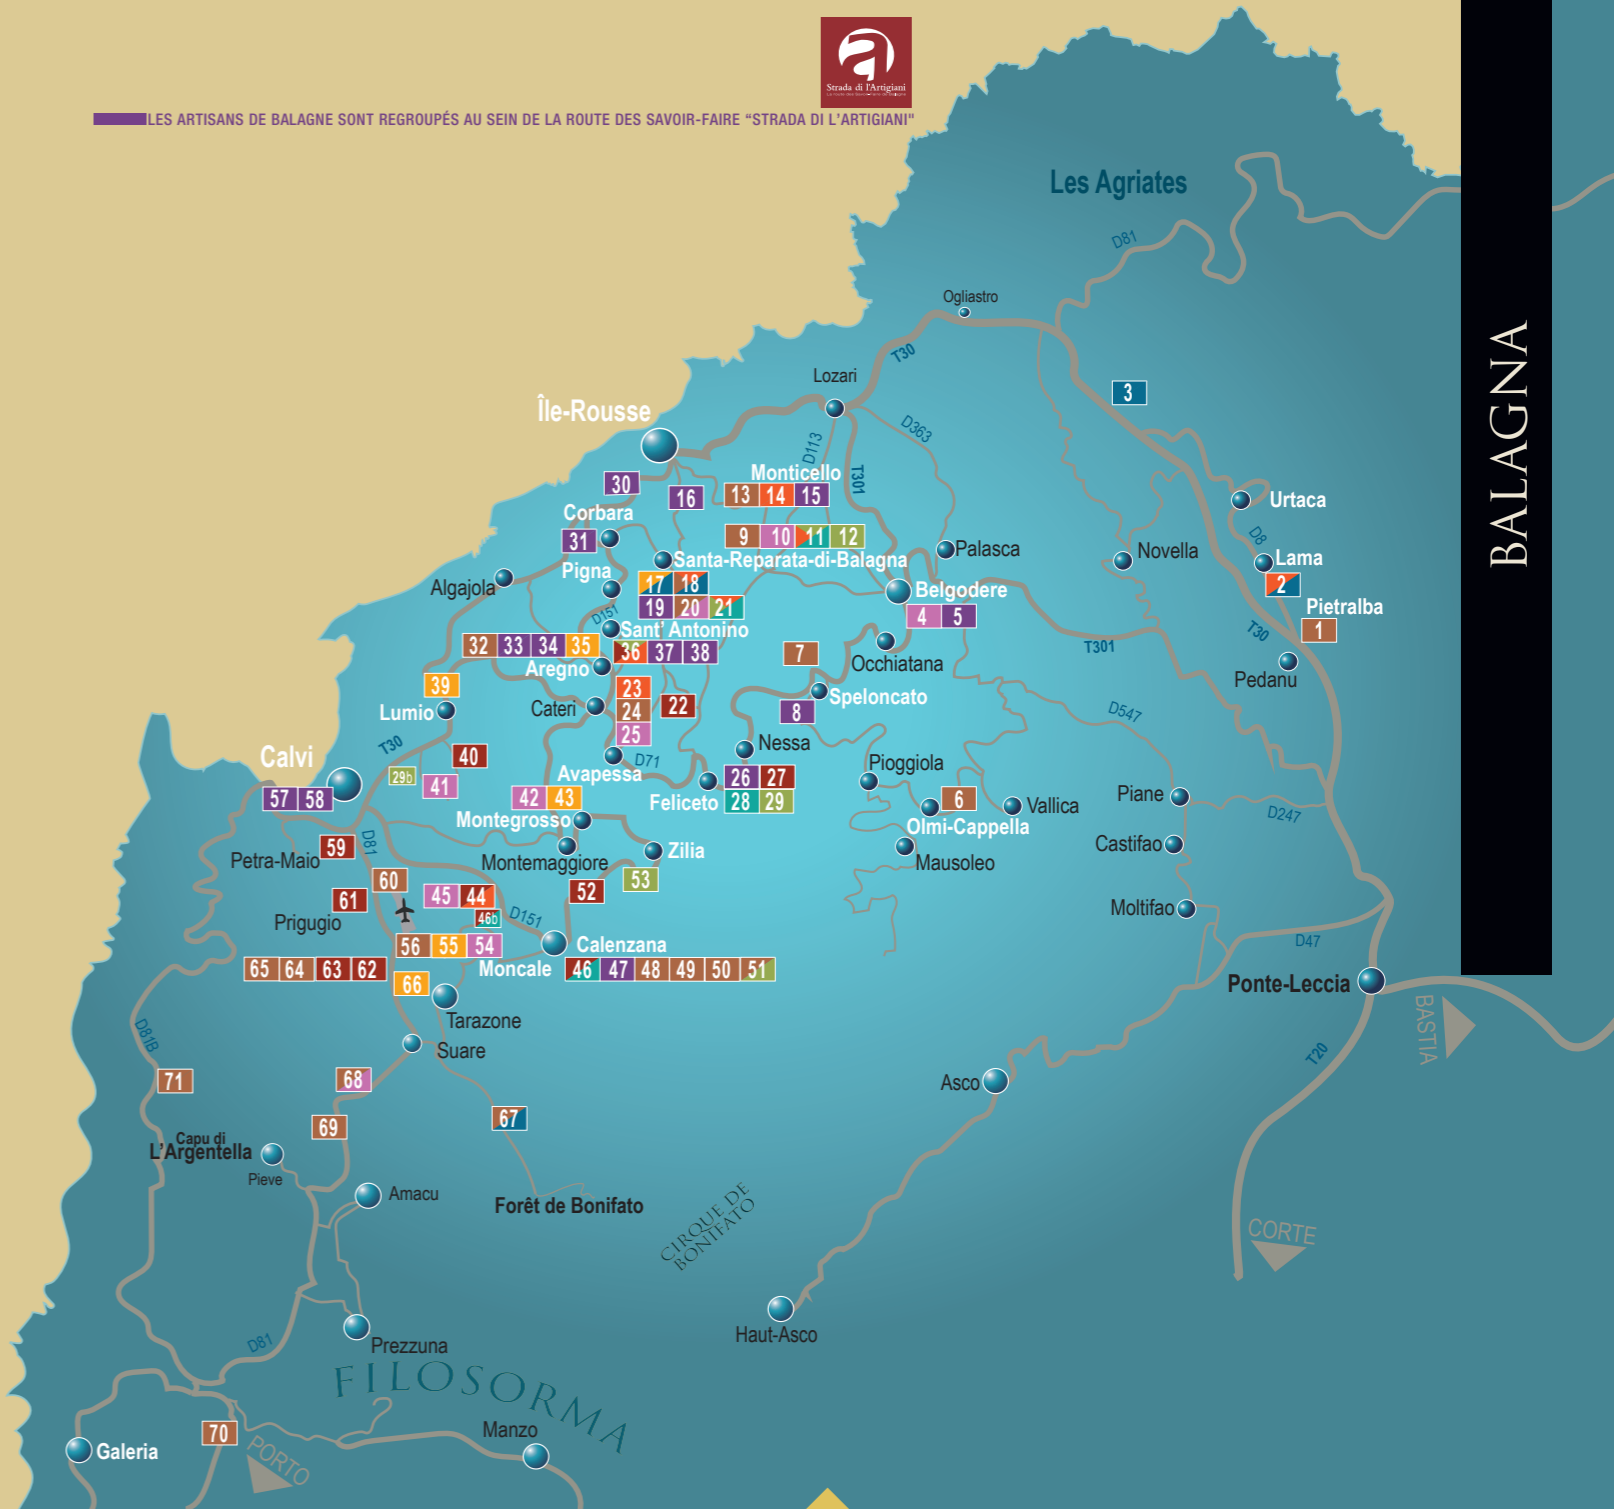 Strada di l'Artigiani
LES ARTISANS DE BALAGNE SONT REGROUPÉS AU SEIN DE LA ROUTE DES SAVOIR-FAIRE “STRADA DI L’ARTIGIANI"
BALAGNA
Les Agriates
D81
Ogliastro
T30
Lozari
3
Île-Rousse
D363
D113
Monticello
T301
30
16
13 14 15
Urtaca
Corbara
31
9 10 11 12
D8
Palasca
Novella
Santa-Reparata-di-Balagna
Lama
Pigna
Algajola
17 18
2
Belgodere
19 20 21
4 5
Pietralba
D151
Sant’ Antonino
1
T30
32 33 34 35
36 37 38
7
T301
Occhiatana
Aregno
Pedanu
39
23
Speloncato
Lumio
Cateri
24
22
8
D547
25
T30
Nessa
Calvi
40
D71
Pioggiola
29b
Avapessa
41
26 27
Piane
57 58
42 43
Feliceto
28 29
6
Vallica
D247
Montegrosso
Olmi-Cappella
D81
59
Petra-Maio
Montemaggiore
Zilia
Mausoleo
Castifao
60
53
61
45 44
52
Moltifao
Prigugio
46b
D151
56 55 54
Calenzana
D47
65 64 63 62
Moncale
46 47 48 49 50 51
66
Ponte-Leccia
Tarazone
BASTIA
D81B
Suare
T20
71
68
Asco
67
69
Capu di
L’Argentella
Pieve
Amacu
Forêt de Bonifato
CIRQUE DE
BONIFATO
CORTE
Haut-Asco
D81
Prezzuna
FILOSORMA
70
Manzo
Galeria
PORTO